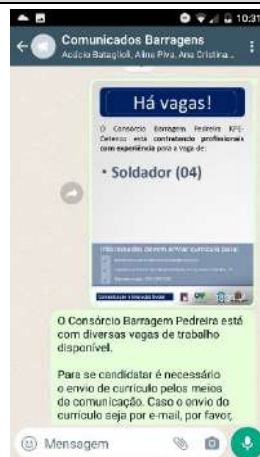 10:31
Comunicados Barragens
Acácio Bataglioli, Aline Piva, Ana Cristina...
Há vagas!
O Consórcio Barragem Pedreira KPE-
Cetenco está contratando profissionais
com experiência para a vaga de:
• Soldador (04)
Interessados devem enviar currículo para:
O Consórcio Barragem Pedreira está
com diversas vagas de trabalho
disponível.
Para se candidatar é necessário
o envio de currículo pelos meios
de comunicação. Caso o envio do
currículo seja por e-mail, por favor,
Mensagem